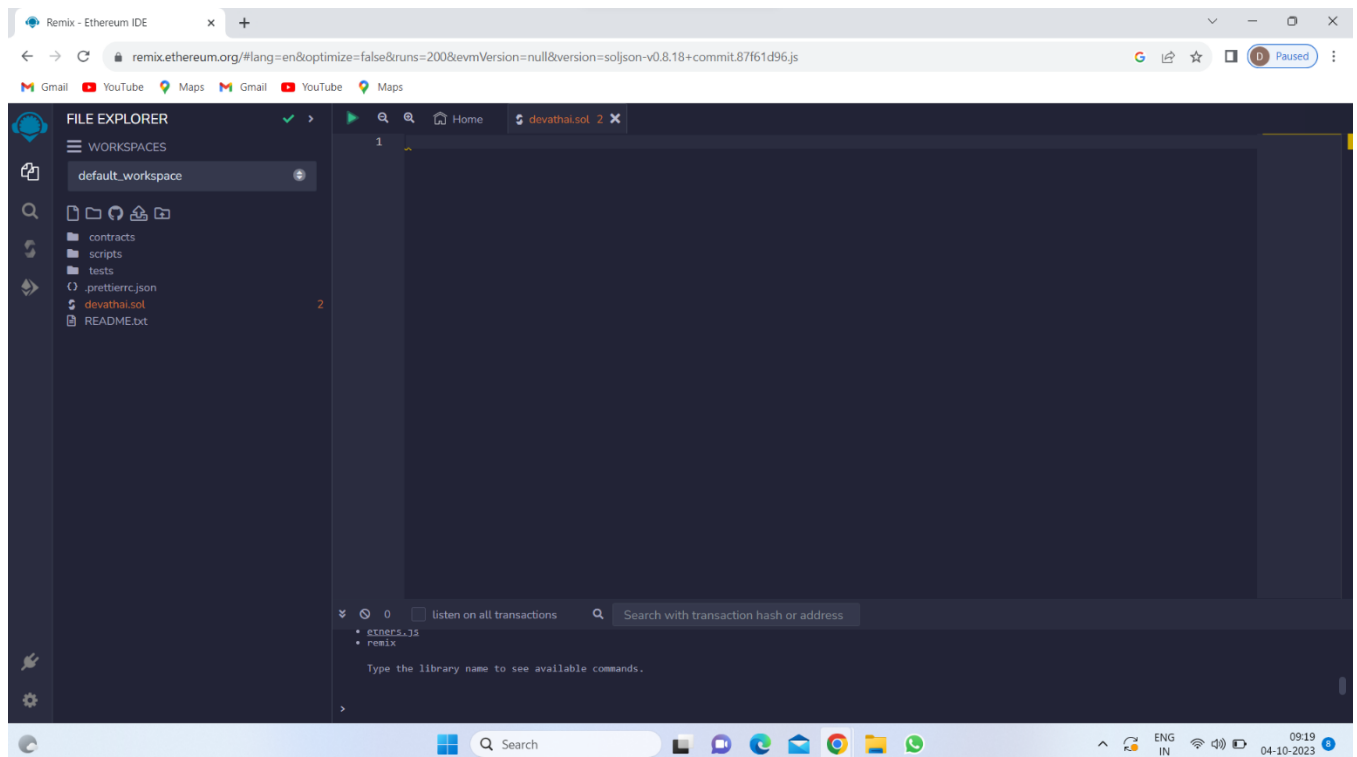 Remix - Ethereum IDE
remix.ethereum.org/#lang=en&optimize=false&runs=200&evmVersion=null&version=soljson-v0.8.18+commit.87f61d96.js
G
D Paused
Gmail YouTube Maps Gmail YouTube Maps
FILE EXPLORER
Home devathai.sol 2
WORKSPACES
1
default_workspace
contracts
scripts
tests
.prettierrc.json
devathai.sol 2
README.txt
0 listen on all transactions Search with transaction hash or address
• ethers.js
• remix
Type the library name to see available commands.
>
Search
ENG
IN
09:19
04-10-2023
8